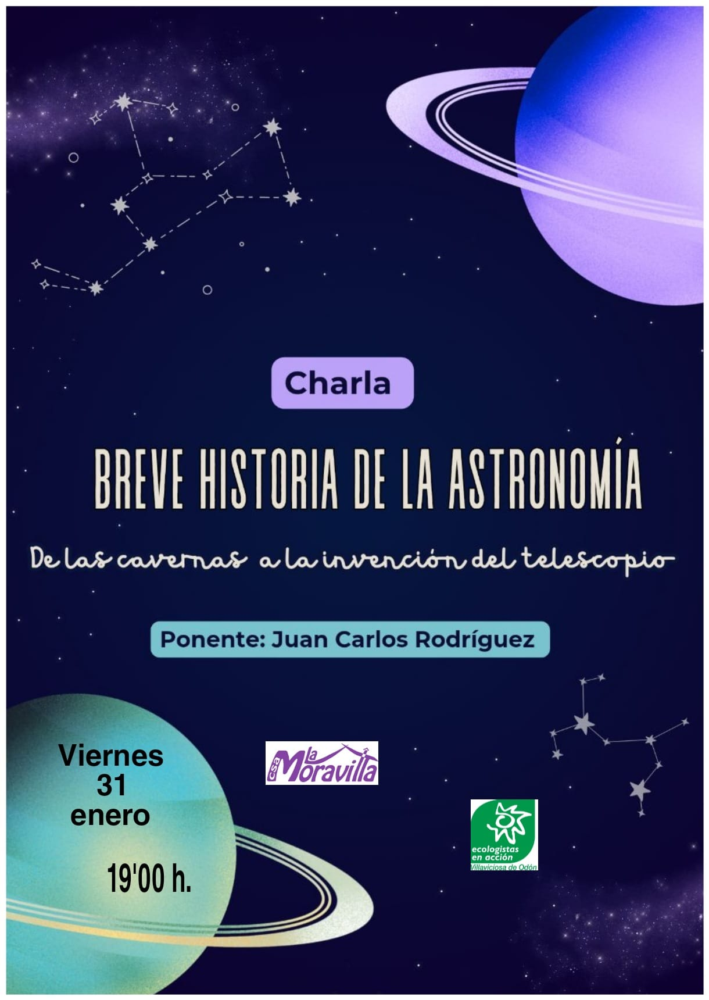 Charla
BREVE HISTORIA DE LA ASTRONOMÍA
De las cavernas a la invención del telescopio
Ponente: Juan Carlos Rodríguez
Viernes
31
enero
19'00 h.
csa La Moravilla
ecologistas
en acción
Villaviciosa de Odón